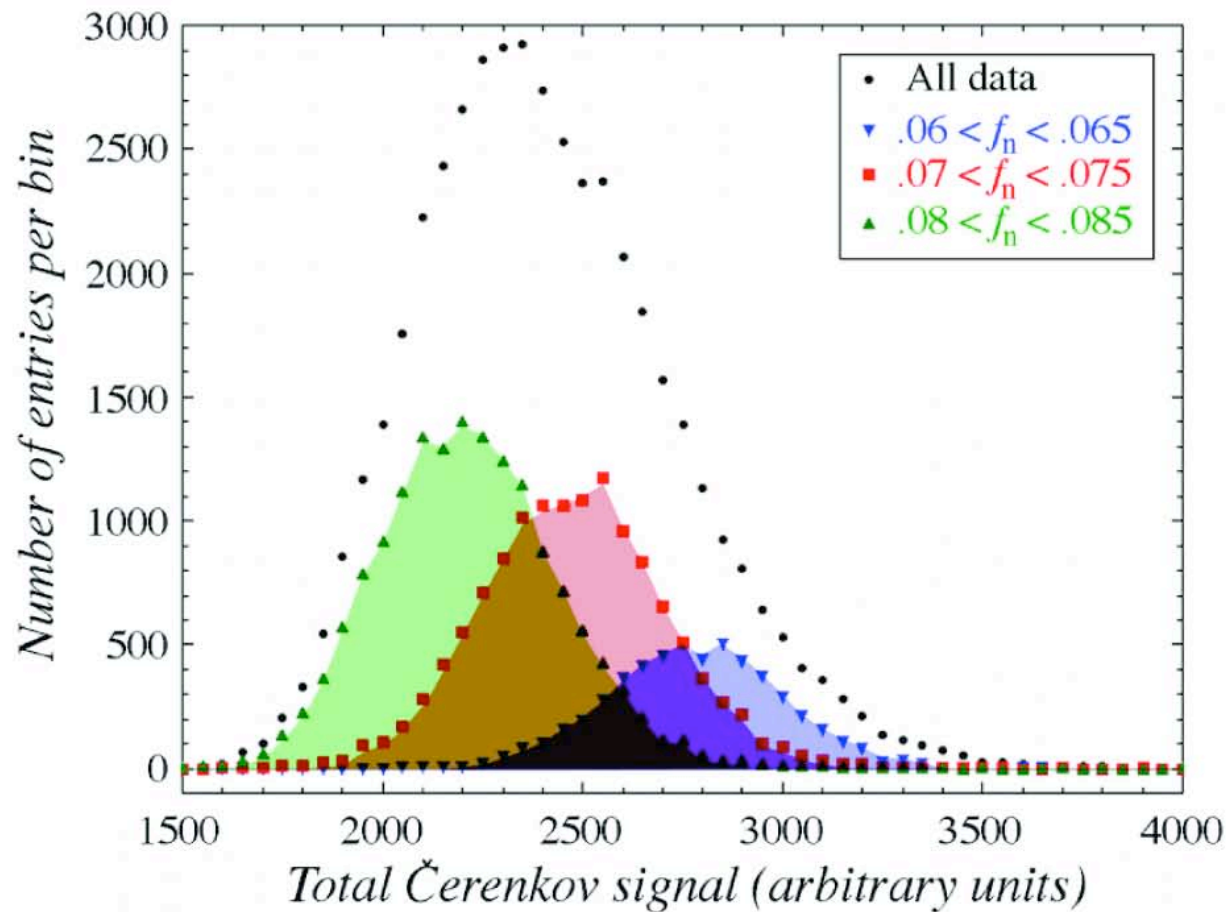 3000
2500
2000
1500
1000
500
0
Number of entries per bin
All data
.06 < fn < .065
.07 < fn < .075
.08 < fn < .085
1500 2000 2500 3000 3500 4000
Total Čerenkov signal (arbitrary units)